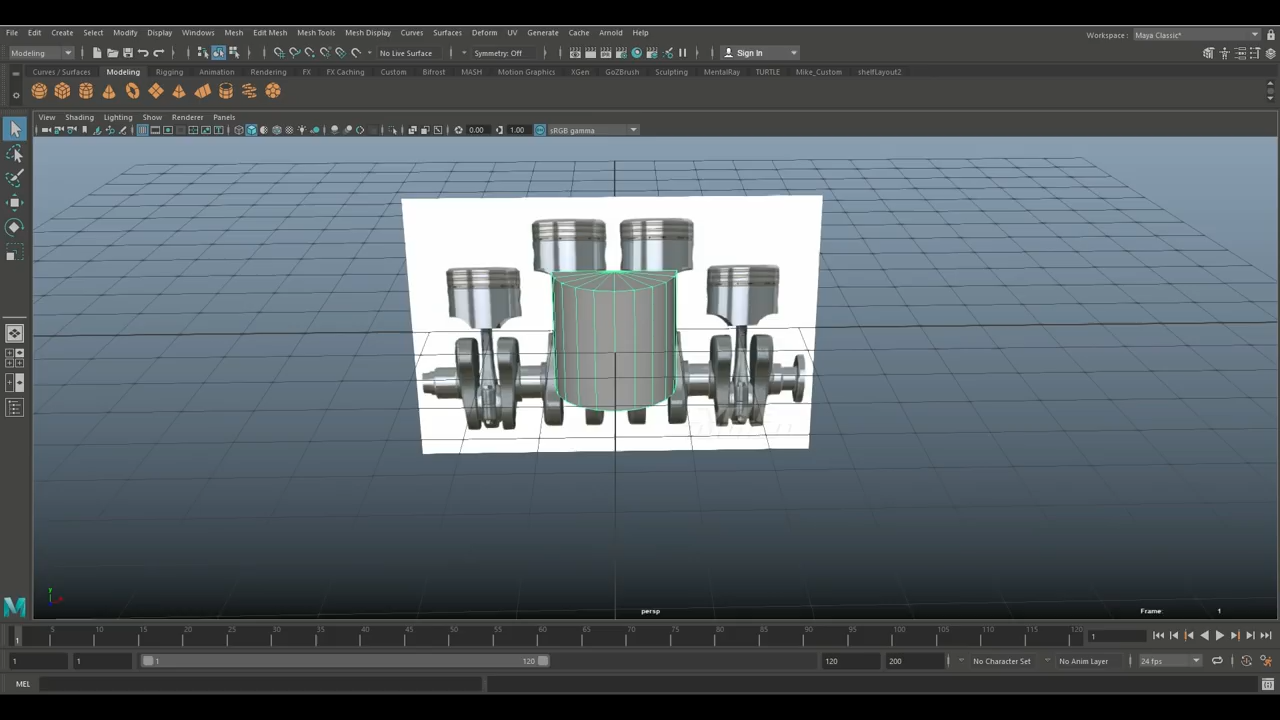 File Edit Create Select Modify Display Windows Mesh Edit Mesh Mesh Tools Mesh Display Curves Surfaces Deform UV Generate Cache Arnold Help
Workspace: Maya Classic*
Modeling No Live Surface Symmetry: Off Sign In
Curves / Surfaces Modeling Rigging Animation Rendering FX FX Caching Custom Bifrost MASH Motion Graphics XGen GoZBrush Sculpting MentalRay TURTLE Mike_Custom shelfLayout2
View Shading Lighting Show Renderer Panels
0.00 1.00 sRGB gamma
y
persp
Frame: 1
1 5 10 15 20 25 30 35 40 45 50 55 60 65 70 75 80 85 90 95 100 105 110 115 120 1
1 1 1 120 120 200 No Character Set No Anim Layer 24 fps
MEL